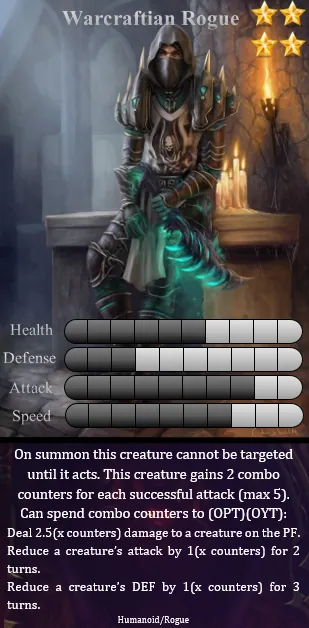 Warcraftian Rogue
Health
Defense
Attack
Speed
On summon this creature cannot be targeted
until it acts. This creature gains 2 combo
counters for each successful attack (max 5).
Can spend combo counters to (OPT)(OYT):
Deal 2.5(x counters) damage to a creature on the PF.
Reduce a creature's attack by 1(x counters) for 2
turns.
Reduce a creature's DEF by 1(x counters) for 3
turns.
Humanoid/Rogue